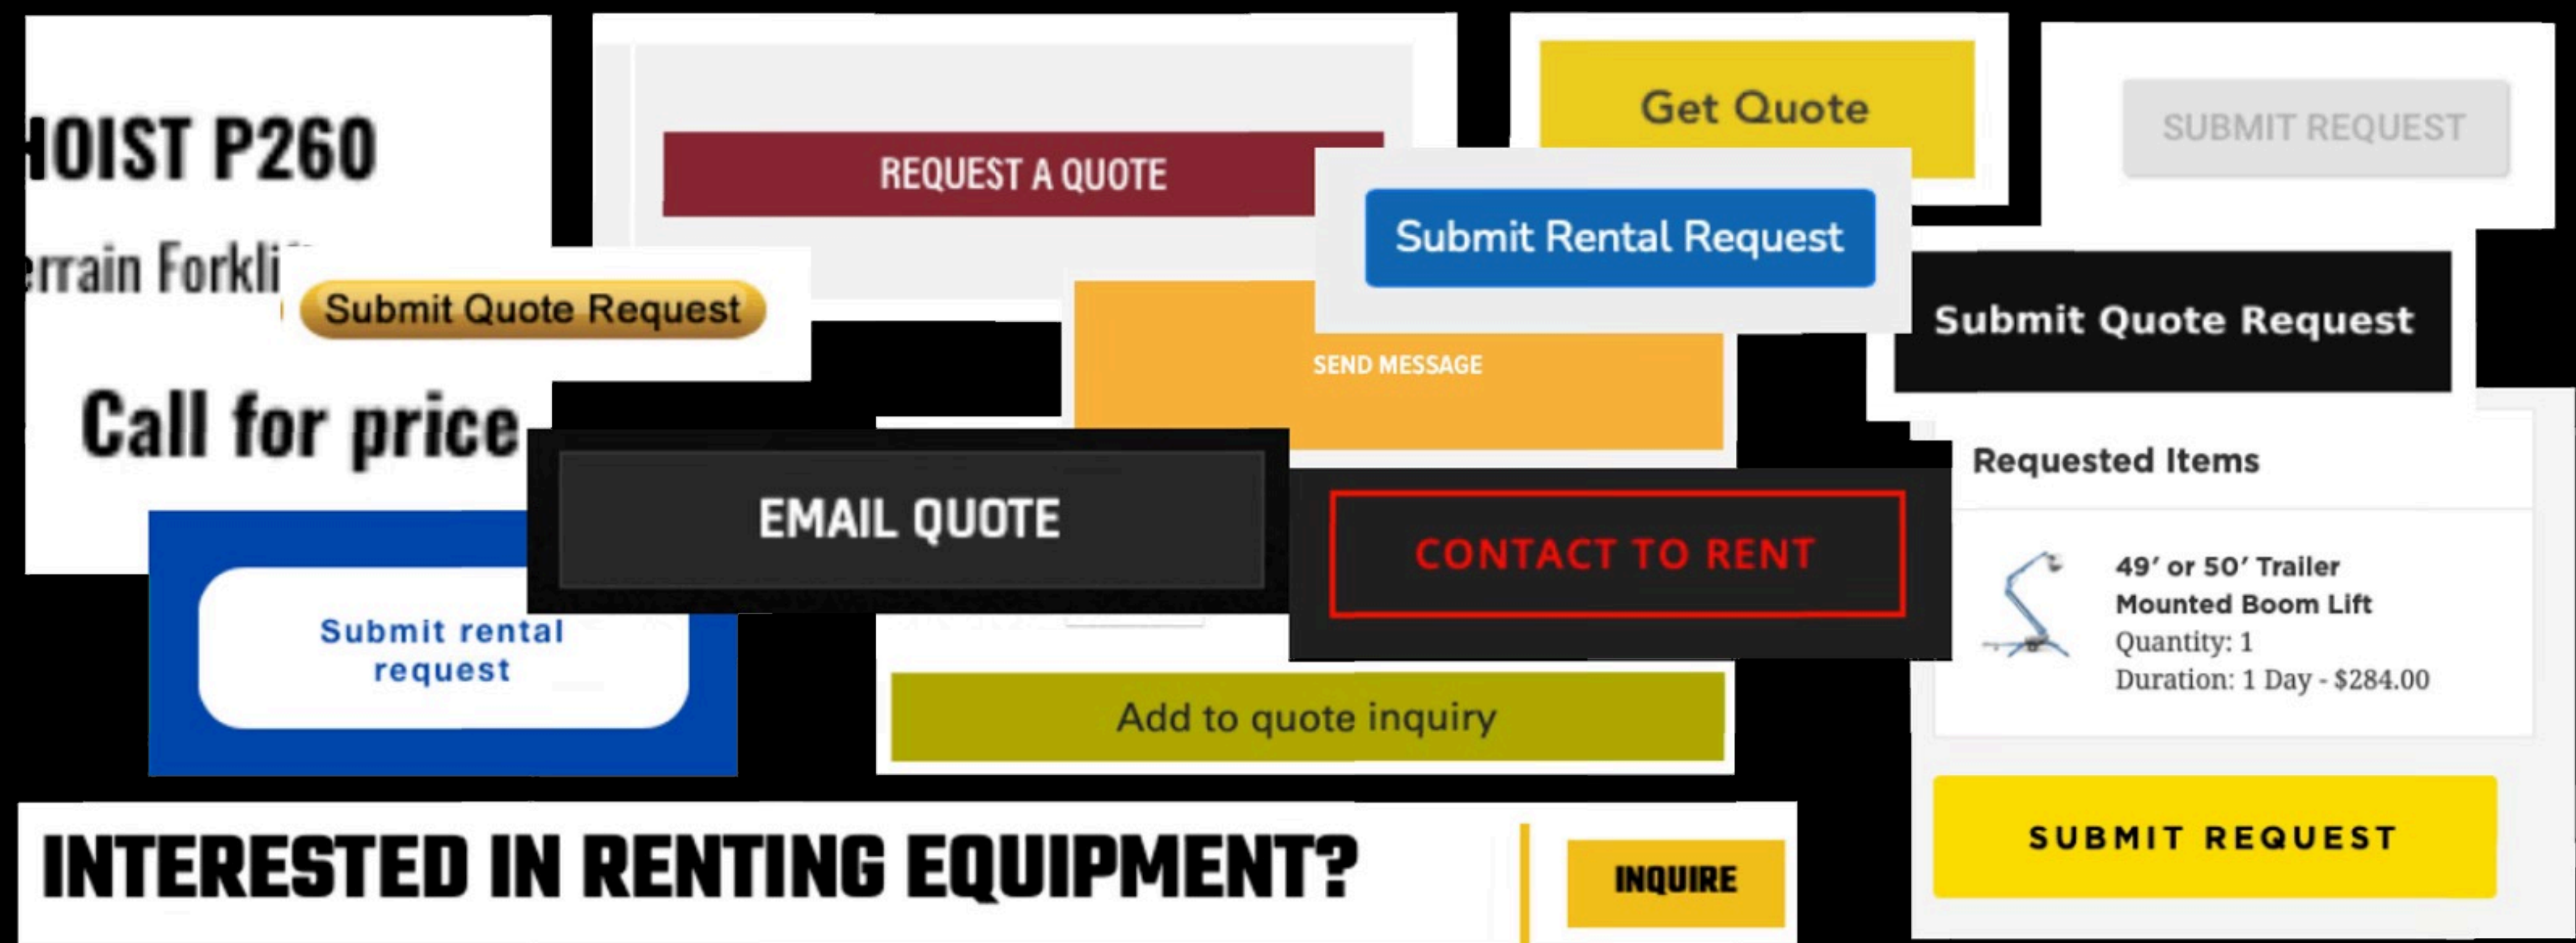 HOIST P260
errain Forkli
Call for price
Submit Quote Request
REQUEST A QUOTE
Get Quote
SUBMIT REQUEST
Submit Rental Request
SEND MESSAGE
Submit Quote Request
EMAIL QUOTE
CONTACT TO RENT
Requested Items
49′ or 50′ Trailer
Mounted Boom Lift
Quantity: 1
Duration: 1 Day - $284.00
SUBMIT REQUEST
Submit rental
request
Add to quote inquiry
INTERESTED IN RENTING EQUIPMENT?
INQUIRE